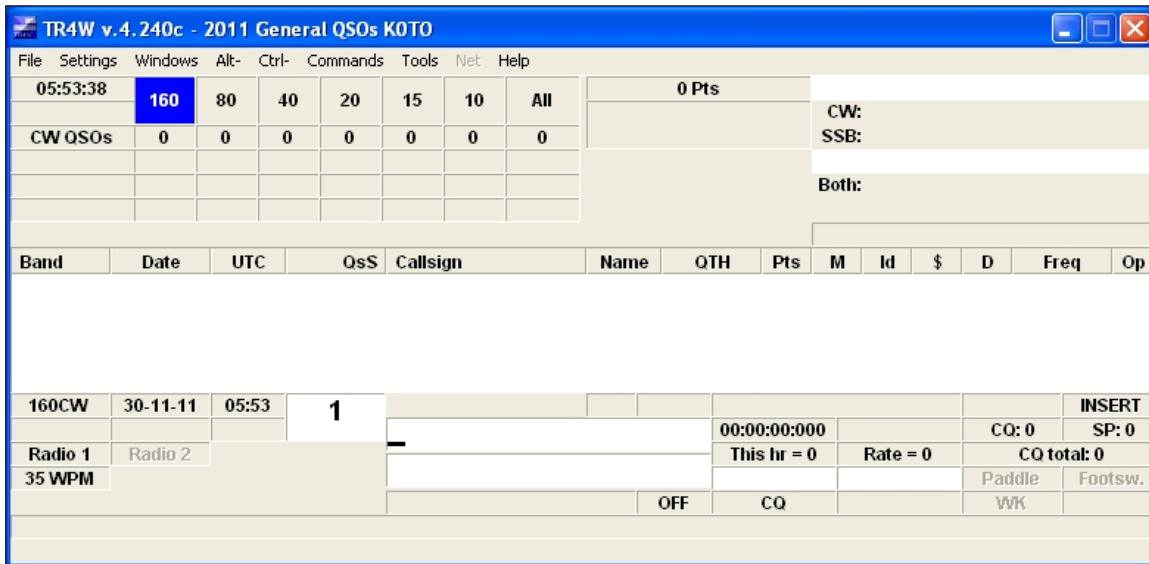 TR4W v.4.240c - 2011 General QSOs K0TO
File Settings Windows Alt- Ctrl- Commands Tools Net Help
05:53:38 160 80 40 20 15 10 All 0 Pts
CW:
CW QSOs 0 0 0 0 0 0 0 SSB:
Both:
Band Date UTC QsS Callsign Name QTH Pts M Id $ D Freq Op
160CW 30-11-11 05:53 1 INSERT
00:00:00:000 CQ: 0 SP: 0
Radio 1 Radio 2 This hr = 0 Rate = 0 CQ total: 0
35 WPM Paddle Footsw.
OFF CQ WK